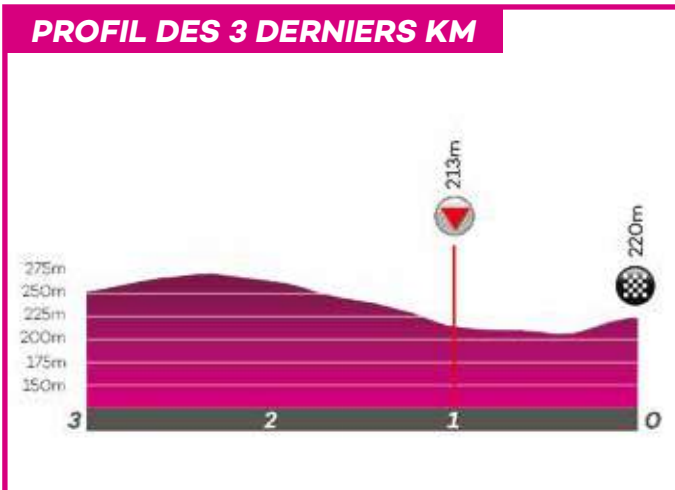 PROFIL DES 3 DERNIERS KM
213m
220m
275m
250m
225m
200m
175m
150m
3 2 1 0